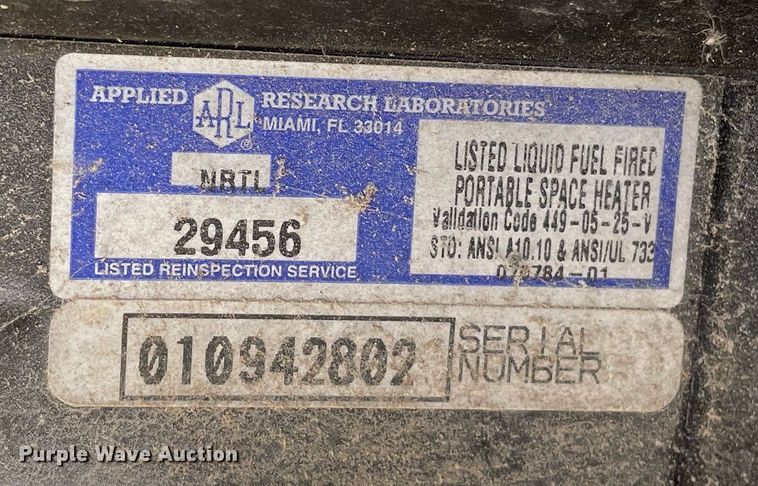 APPLIED ARL RESEARCH LABORATORIES
®
MIAMI, FL 33014
NRTL
29456
LISTED REINSPECTION SERVICE
LISTED LIQUID FUEL FIRED
PORTABLE SPACE HEATER
Validation Code 449-05-25-V
STD: ANSI A10.10 & ANSI/UL 733
010942802
SERIAL
NUMBER
Purple Wave Auction